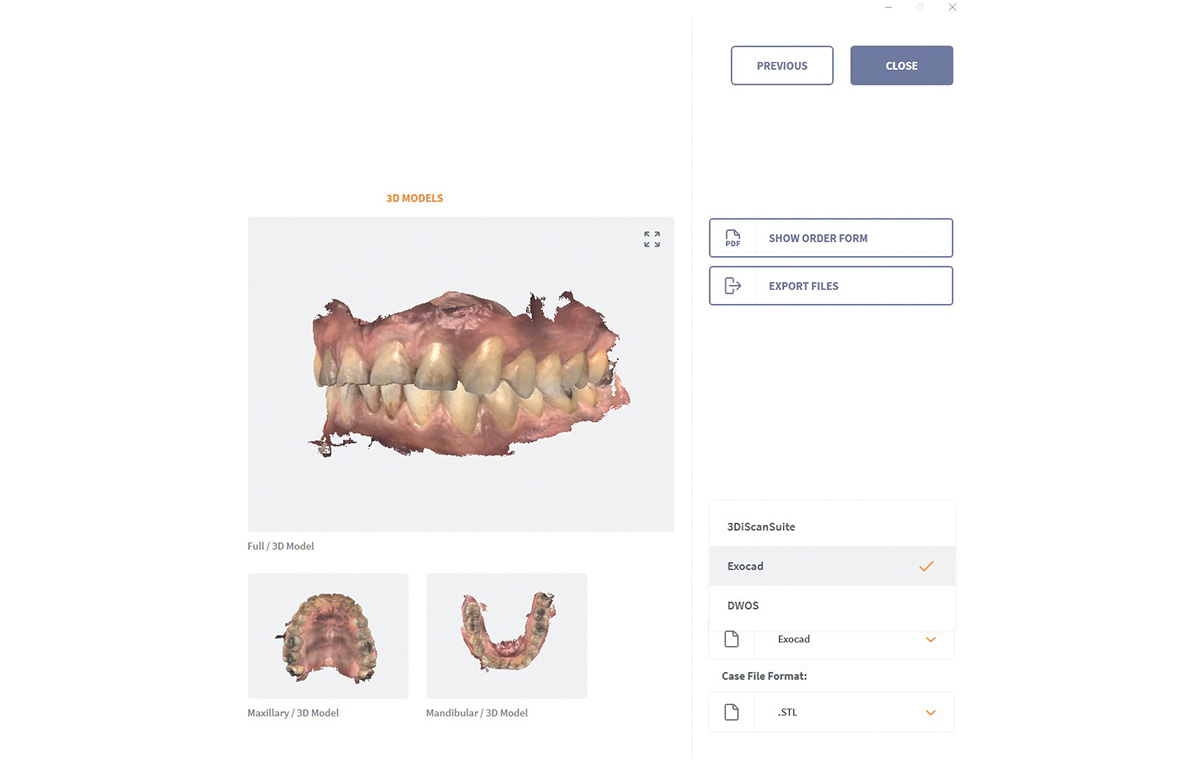 PREVIOUS
CLOSE
3D MODELS
PDF
SHOW ORDER FORM
EXPORT FILES
Full / 3D Model
Maxillary / 3D Model
Mandibular / 3D Model
3DiScanSuite
Exocad
DWOS
Exocad
Case File Format:
.STL